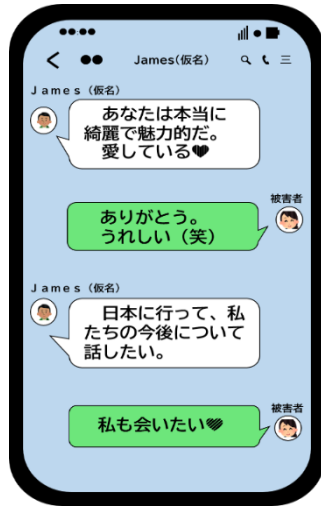 ●●:●●
●● James(仮名)
James（仮名）
あなたは本当に
綺麗で魅力的だ。
愛している♥
被害者
ありがとう。
うれしい（笑）
James（仮名）
日本に行って、私
たちの今後について
話したい。
被害者
私も会いたい♥